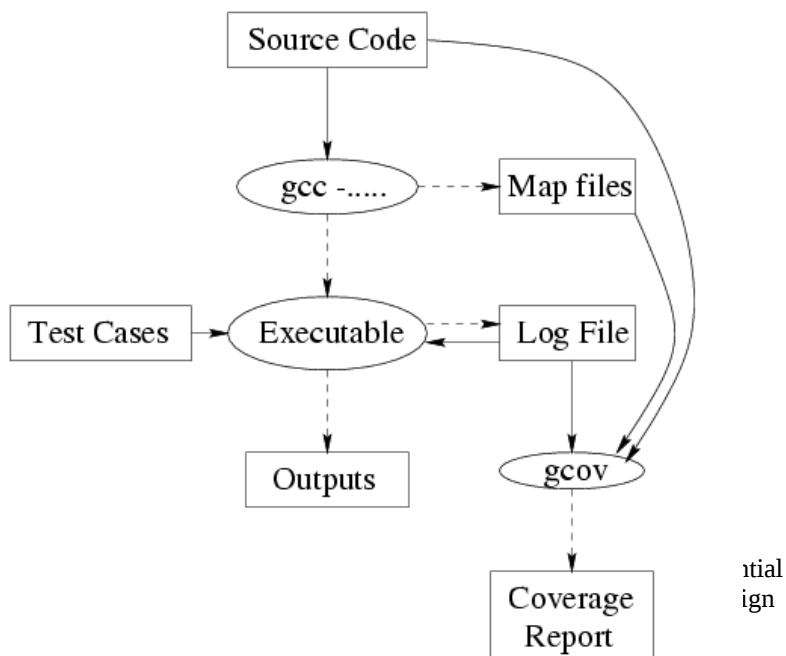 Source Code
gcc -.....
Map files
Test Cases
Executable
Log File
Outputs
gcov
Coverage
Report